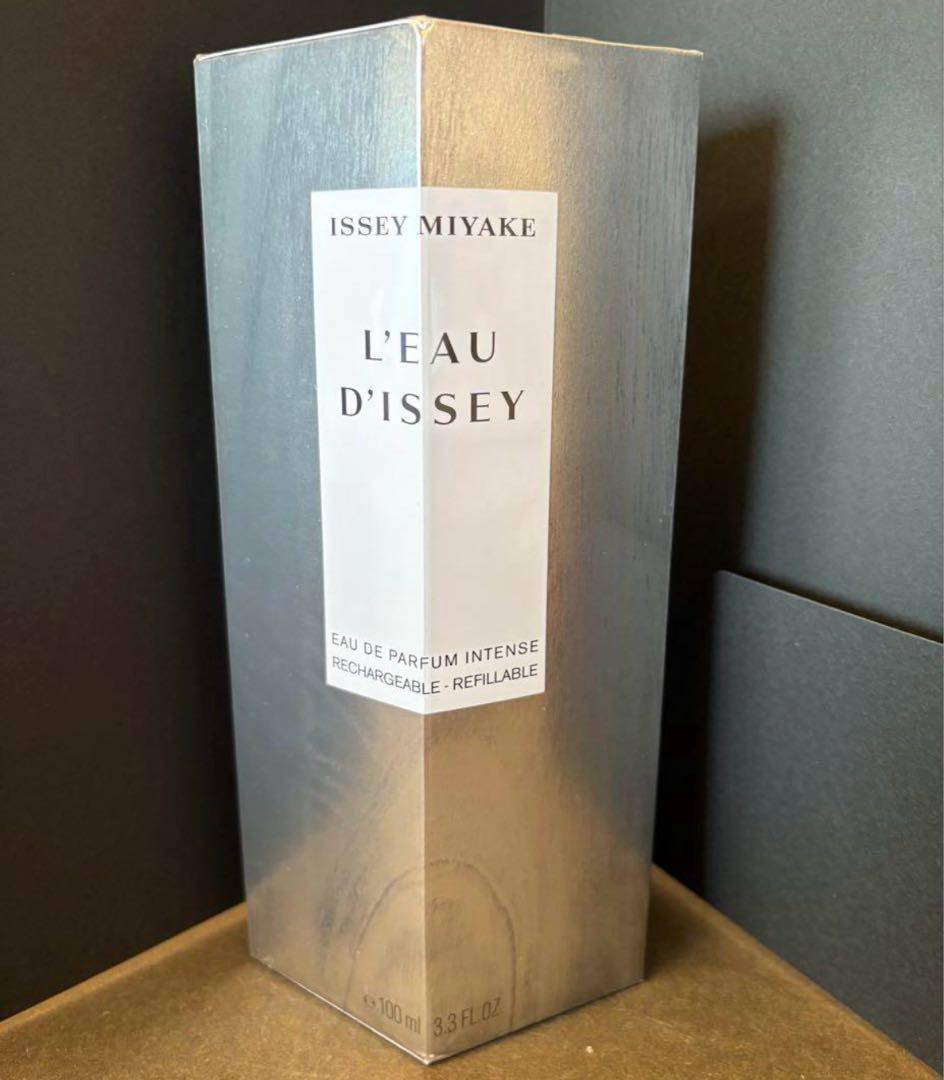 ISSEY MIYAKE
L'EAU
D'ISSEY
EAU DE PARFUM INTENSE
RECHARGEABLE - REFILLABLE
℮ 100 ml 3.3 FL.OZ